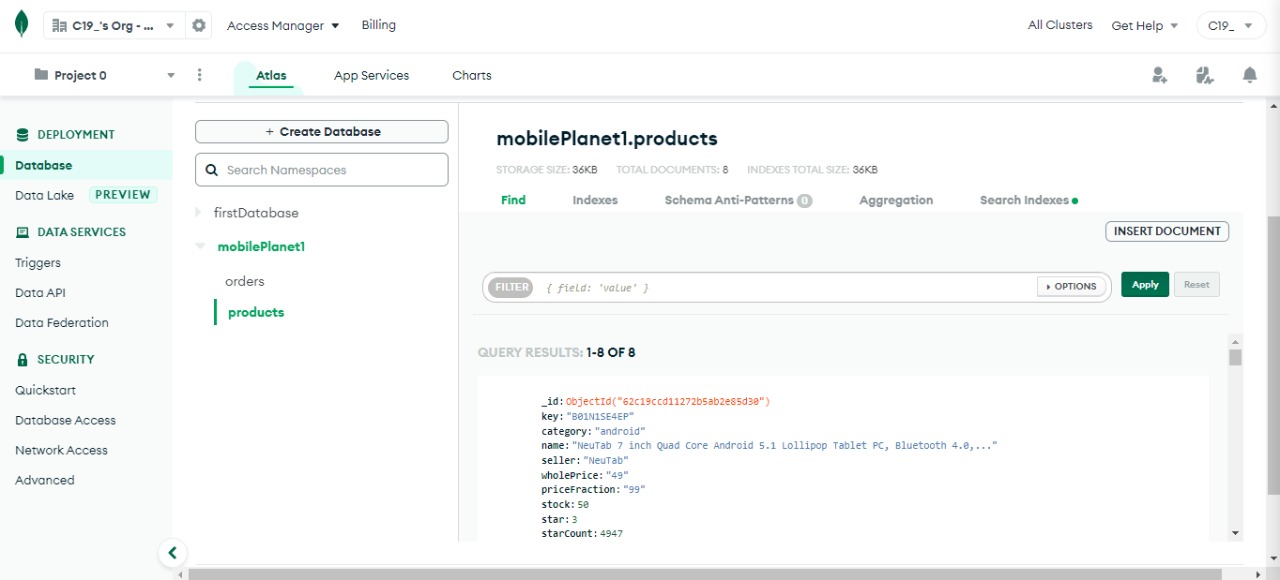 C19_'s Org - ...
Access Manager
Billing
All Clusters
Get Help
C19_
Project 0
Atlas
App Services
Charts
DEPLOYMENT
Database
Data Lake
PREVIEW
DATA SERVICES
Triggers
Data API
Data Federation
SECURITY
Quickstart
Database Access
Network Access
Advanced
+ Create Database
Search Namespaces
firstDatabase
mobilePlanet1
orders
products
mobilePlanet1.products
STORAGE SIZE: 36KB TOTAL DOCUMENTS: 8 INDEXES TOTAL SIZE: 36KB
Find Indexes Schema Anti-Patterns 0 Aggregation Search Indexes
INSERT DOCUMENT
FILTER { field: 'value' } OPTIONS Apply Reset
QUERY RESULTS: 1-8 OF 8
_id: ObjectId("62c19ccd11272b5ab2e85d30")
key: "B01N1SE4EP"
category: "android"
name: "NeuTab 7 inch Quad Core Android 5.1 Lollipop Tablet PC, Bluetooth 4.0,..."
seller: "NeuTab"
wholePrice: "49"
priceFraction: "99"
stock: 50
star: 3
starCount: 4947